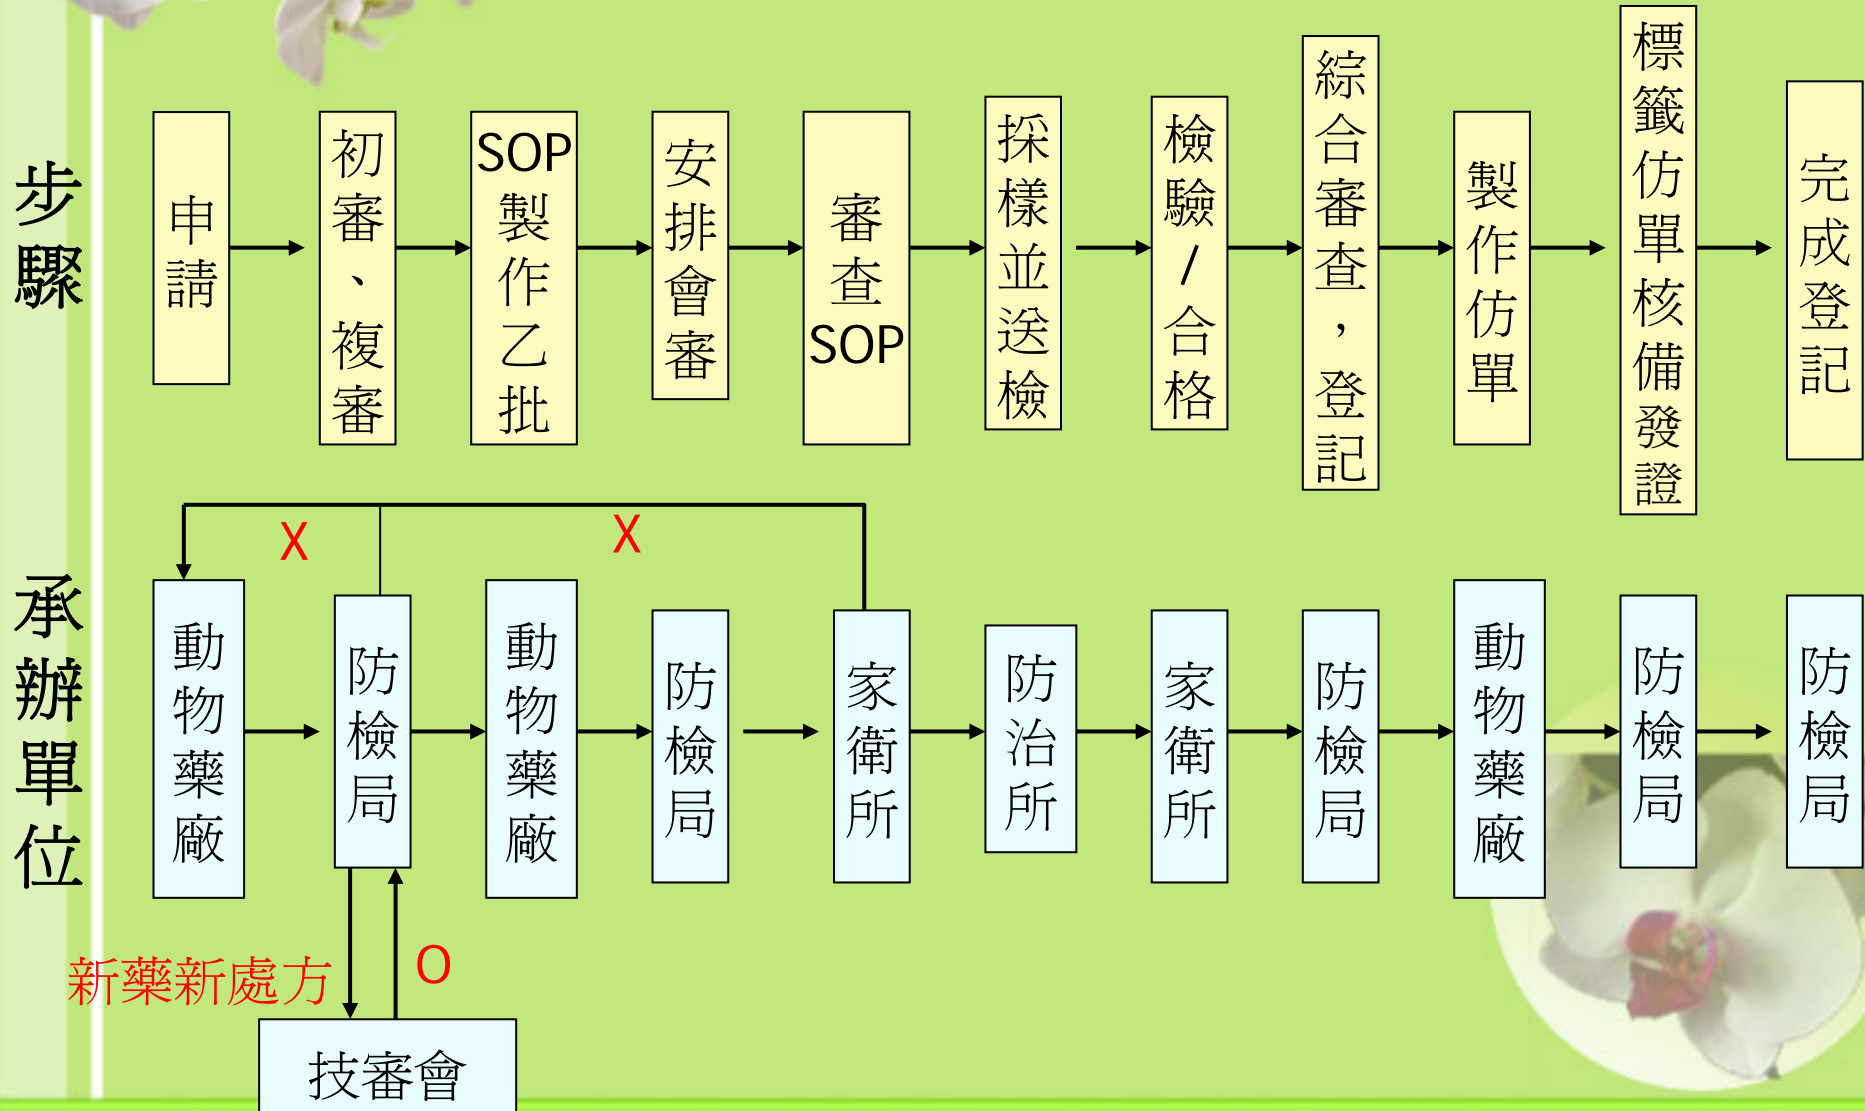 步驟
申請
初審、複審
SOP製作乙批
安排會審
審查SOP
採樣並送檢
檢驗/合格
綜合審查，登記
製作仿單
標籤仿單核備發證
完成登記
X
X
承辦單位
動物藥廠
防檢局
動物藥廠
防檢局
家衛所
防治所
家衛所
防檢局
動物藥廠
防檢局
防檢局
新藥新處方
O
技審會